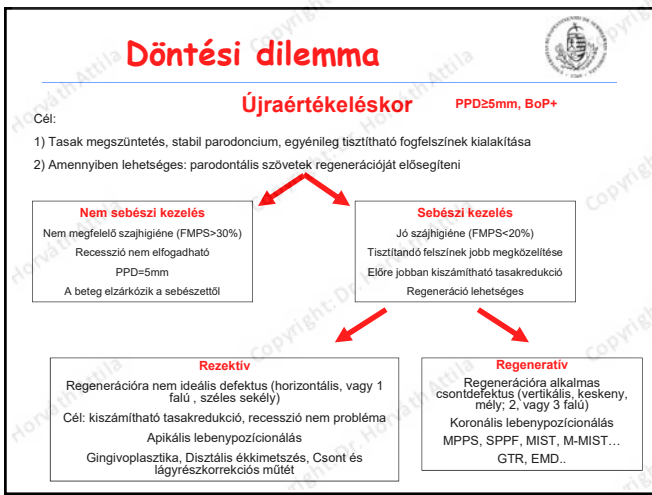 Döntési dilemma
Újraértékeléskor
PPD≥5mm, BoP+
Cél:
1) Tasak megszüntetés, stabil parodoncium, egyénileg tisztítható fogfelszínek kialakítása
2) Amennyiben lehetséges: parodontális szövetek regenerációját elősegíteni
Nem sebészi kezelés
Nem megfelelő szajhigiéne (FMPS>30%)
Recesszió nem elfogadható
PPD=5mm
A beteg elzárkózik a sebészettől
Sebészi kezelés
Jó szájhigiéne (FMPS<20%)
Tisztítandó felszínek jobb megközelítése
Előre jobban kiszámítható tasakredukció
Regeneráció lehetséges
Rezektív
Regenerációra nem ideális defektus (horizontális, vagy 1
falú , széles sekély)
Cél: kiszámítható tasakredukció, recesszió nem probléma
Apikális lebenypozícionálás
Gingivoplasztika, Disztális ékkimetszés, Csont és
lágyrészkorrekciós műtét
Regeneratív
Regenerációra alkalmas
csontdefektus (vertikális, keskeny,
mély; 2, vagy 3 falú)
Koronális lebenypozícionálás
MPPS, SPPF, MIST, M-MIST…
GTR, EMD..
Copyright: Dr. Horváth Attila